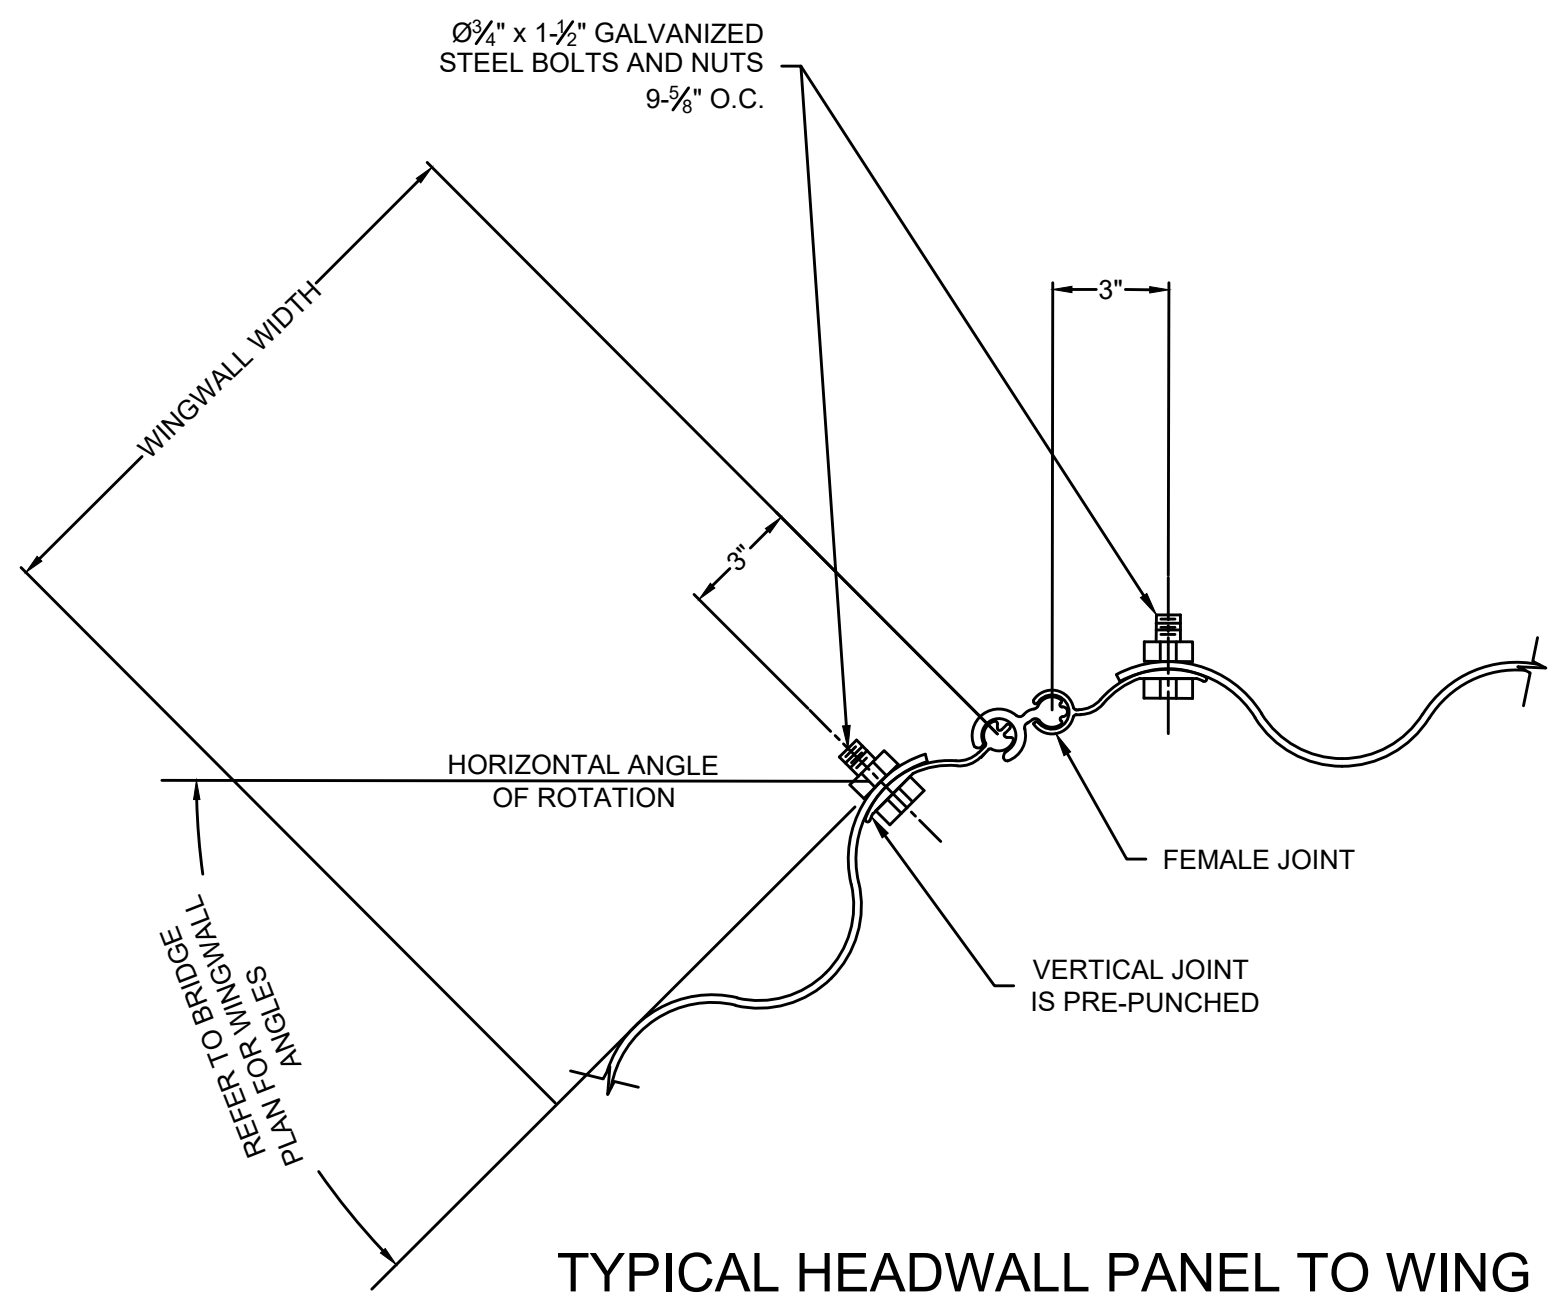 Ø¾" x 1-½" GALVANIZED
STEEL BOLTS AND NUTS
9-⅝" O.C.
WINGWALL WIDTH
3"
3"
HORIZONTAL ANGLE
OF ROTATION
FEMALE JOINT
VERTICAL JOINT
IS PRE-PUNCHED
REFER TO BRIDGE
PLAN FOR WINGWALL
ANGLES
TYPICAL HEADWALL PANEL TO WING